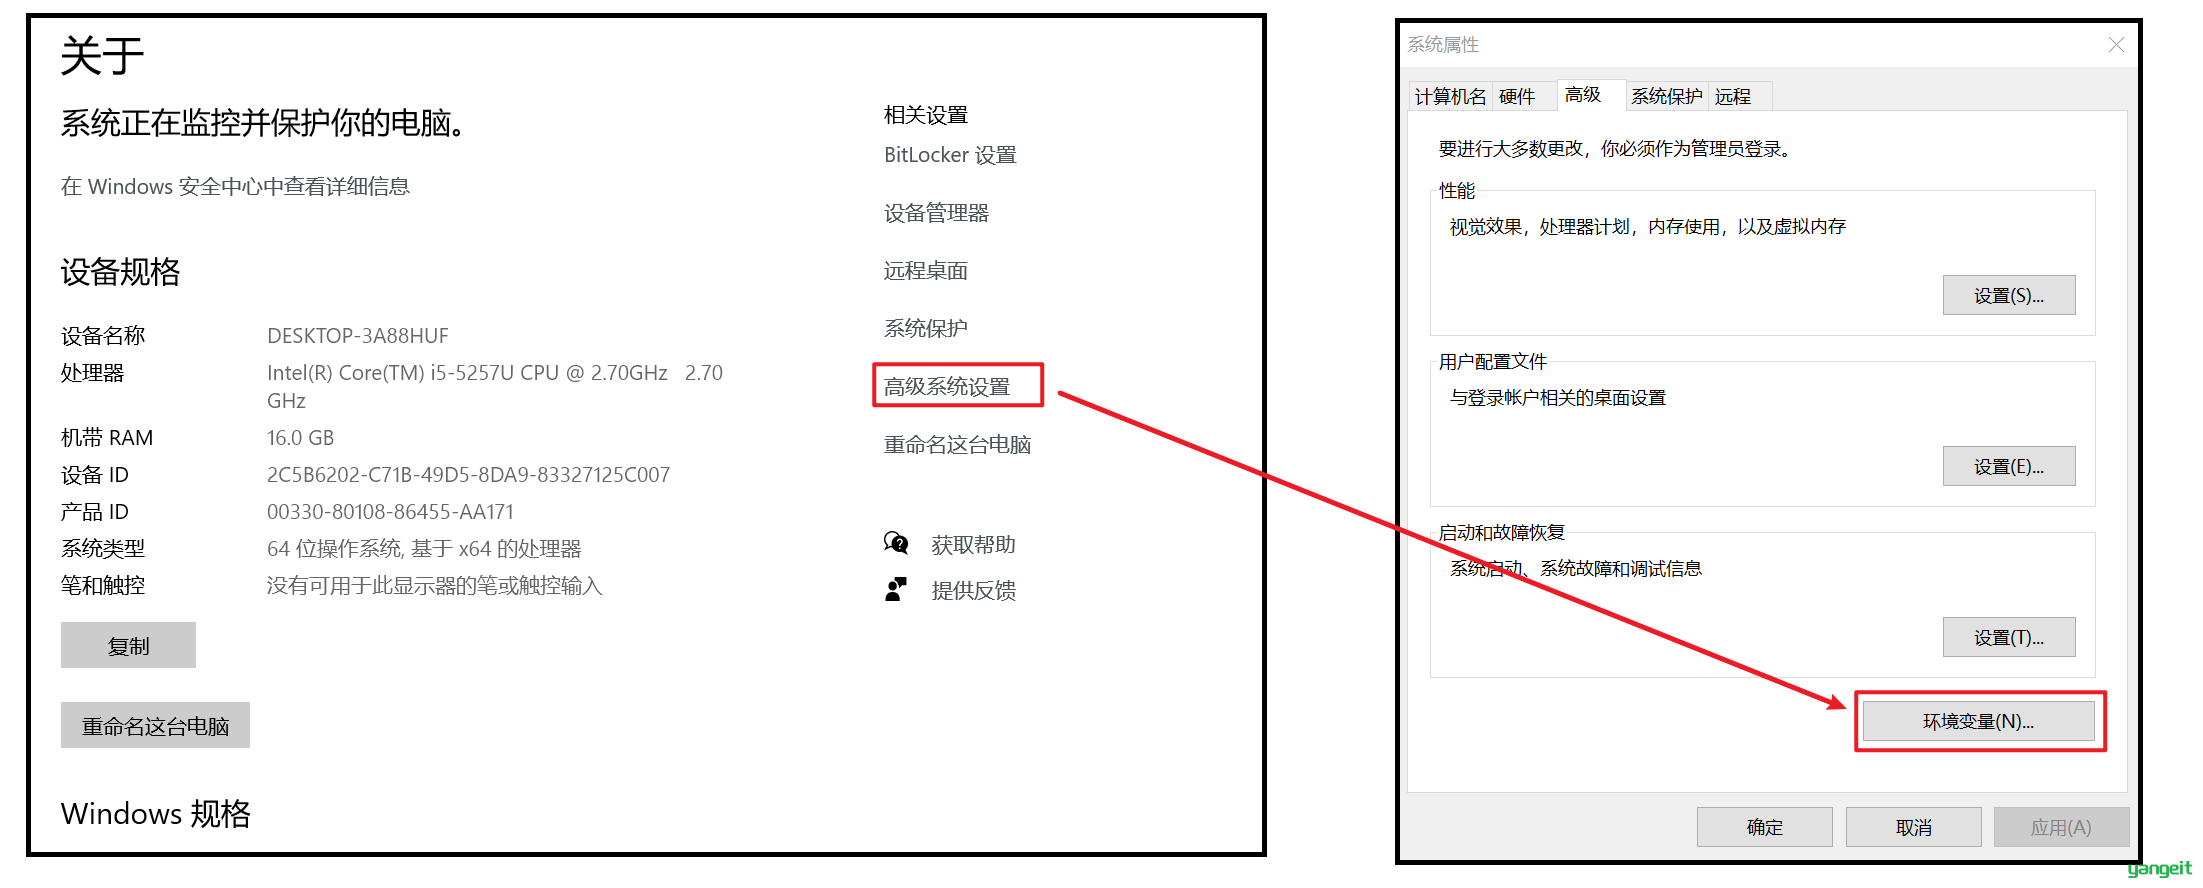 关于
系统正在监控并保护你的电脑。
在 Windows 安全中心中查看详细信息
设备规格
设备名称 DESKTOP-3A88HUF
处理器 Intel(R) Core(TM) i5-5257U CPU @ 2.70GHz 2.70
GHz
机带 RAM 16.0 GB
设备 ID 2C5B6202-C71B-49D5-8DA9-83327125C007
产品 ID 00330-80108-86455-AA171
系统类型 64 位操作系统, 基于 x64 的处理器
笔和触控 没有可用于此显示器的笔或触控输入
复制
重命名这台电脑
Windows 规格
相关设置
BitLocker 设置
设备管理器
远程桌面
系统保护
高级系统设置
重命名这台电脑
获取帮助
提供反馈
系统属性
计算机名 硬件 高级 系统保护 远程
要进行大多数更改，你必须作为管理员登录。
性能
视觉效果，处理器计划，内存使用，以及虚拟内存
设置(S)...
用户配置文件
与登录帐户相关的桌面设置
设置(E)...
启动和故障恢复
系统启动、系统故障和调试信息
设置(T)...
环境变量(N)...
确定 取消 应用(A)
yangeit